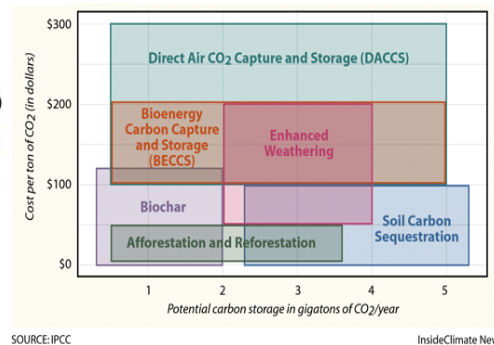 $300
$200
$100
$0
Cost per ton of CO2 (in dollars)
Direct Air CO2 Capture and Storage (DACCS)
Bioenergy
Carbon Capture
and Storage
(BECCS)
Enhanced
Weathering
Biochar
Soil Carbon
Sequestration
Afforestation and Reforestation
1 2 3 4 5
Potential carbon storage in gigatons of CO2/year
SOURCE: IPCC
InsideClimate New